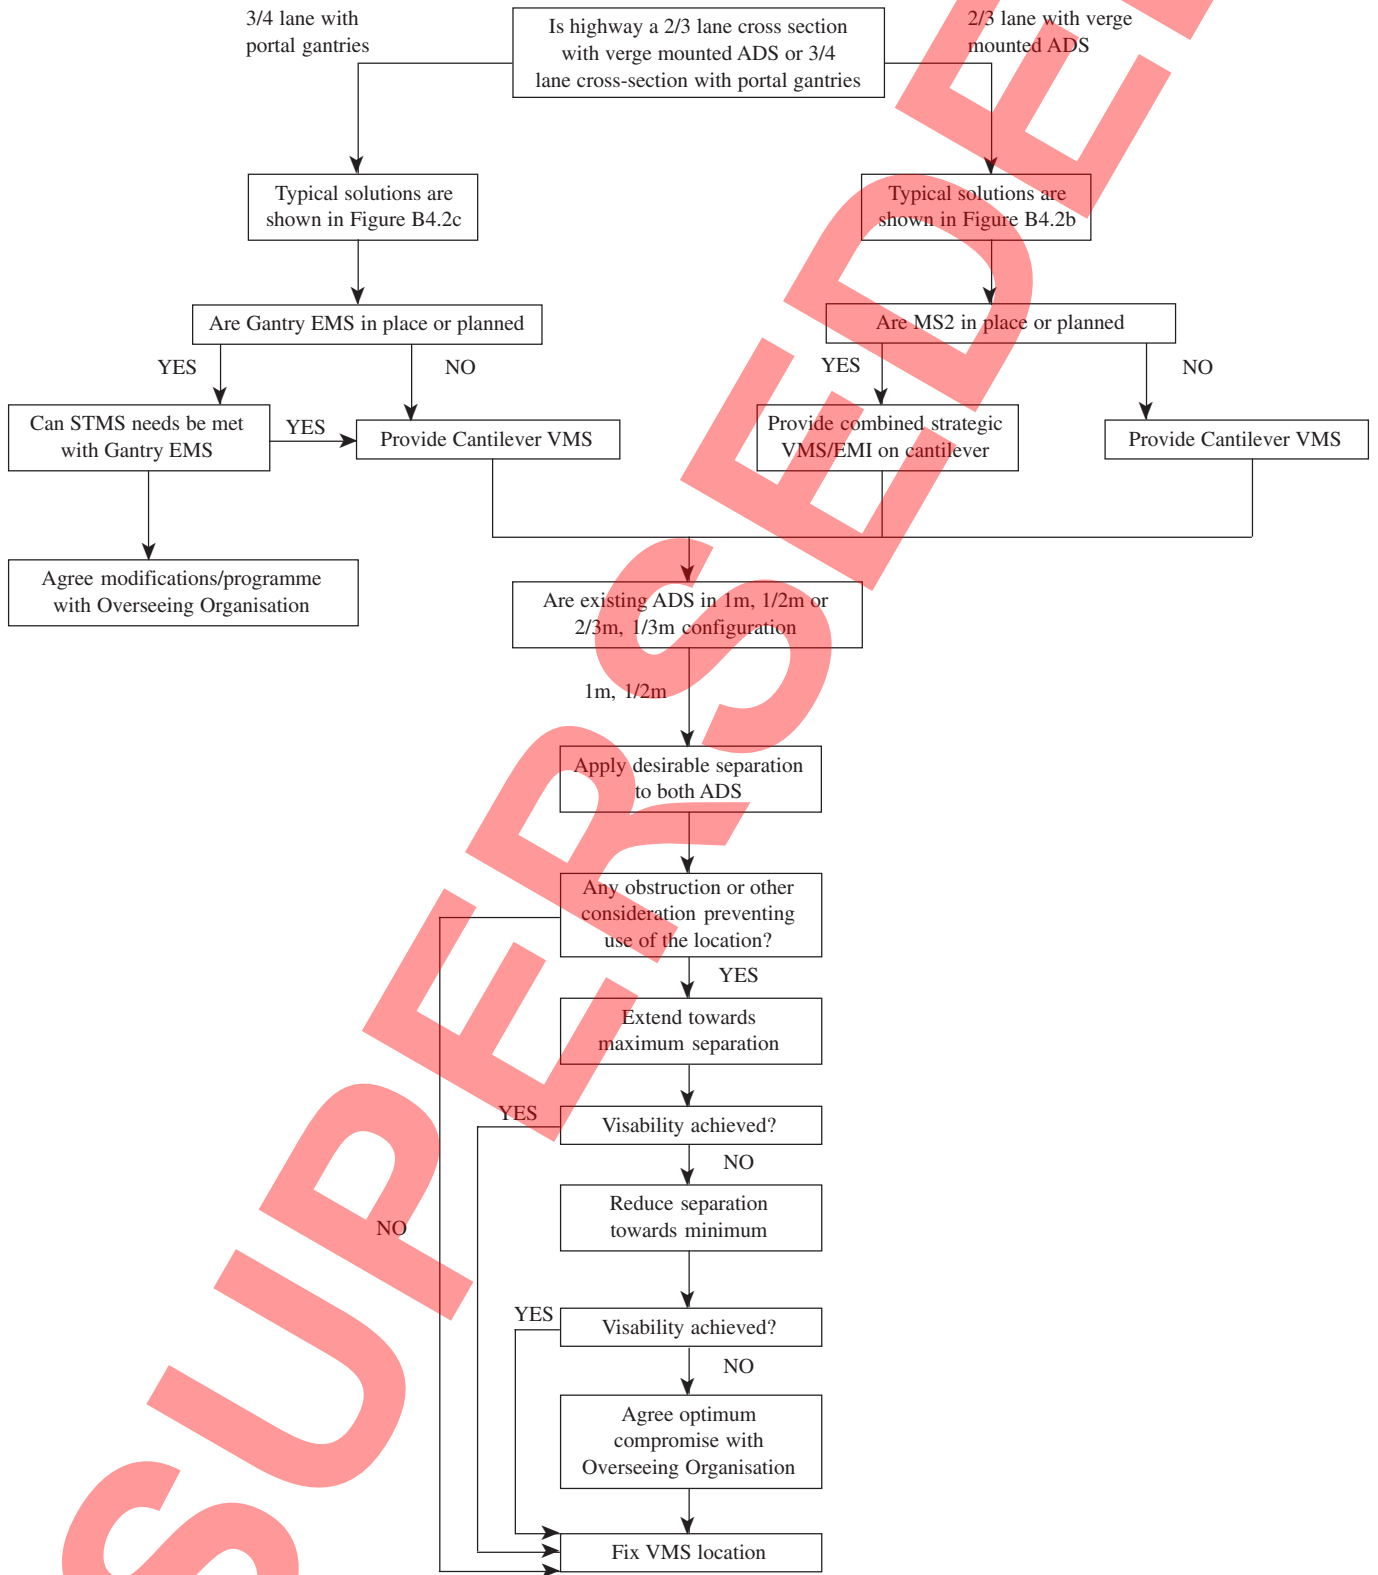 3/4 lane with
portal gantries
Is highway a 2/3 lane cross section
with verge mounted ADS or 3/4
lane cross-section with portal gantries
2/3 lane with verge
mounted ADS
Typical solutions are
shown in Figure B4.2c
Typical solutions are
shown in Figure B4.2b
Are Gantry EMS in place or planned
Are MS2 in place or planned
YES
NO
YES
NO
Can STMS needs be met
with Gantry EMS
YES
Provide Cantilever VMS
Provide combined strategic
VMS/EMI on cantilever
Provide Cantilever VMS
Agree modifications/programme
with Overseeing Organisation
Are existing ADS in 1m, 1/2m or
2/3m, 1/3m configuration
1m, 1/2m
Apply desirable separation
to both ADS
Any obstruction or other
consideration preventing
use of the location?
YES
Extend towards
maximum separation
YES
Visability achieved?
NO
Reduce separation
towards minimum
NO
YES
Visability achieved?
NO
Agree optimum
compromise with
Overseeing Organisation
Fix VMS location
SUPERSEDED